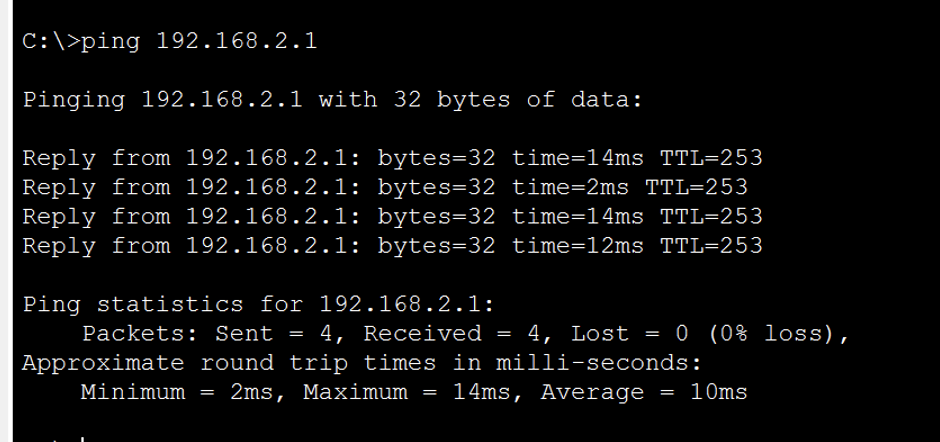 C:\>ping 192.168.2.1
Pinging 192.168.2.1 with 32 bytes of data:
Reply from 192.168.2.1: bytes=32 time=14ms TTL=253
Reply from 192.168.2.1: bytes=32 time=2ms TTL=253
Reply from 192.168.2.1: bytes=32 time=14ms TTL=253
Reply from 192.168.2.1: bytes=32 time=12ms TTL=253
Ping statistics for 192.168.2.1:
    Packets: Sent = 4, Received = 4, Lost = 0 (0% loss),
Approximate round trip times in milli-seconds:
    Minimum = 2ms, Maximum = 14ms, Average = 10ms